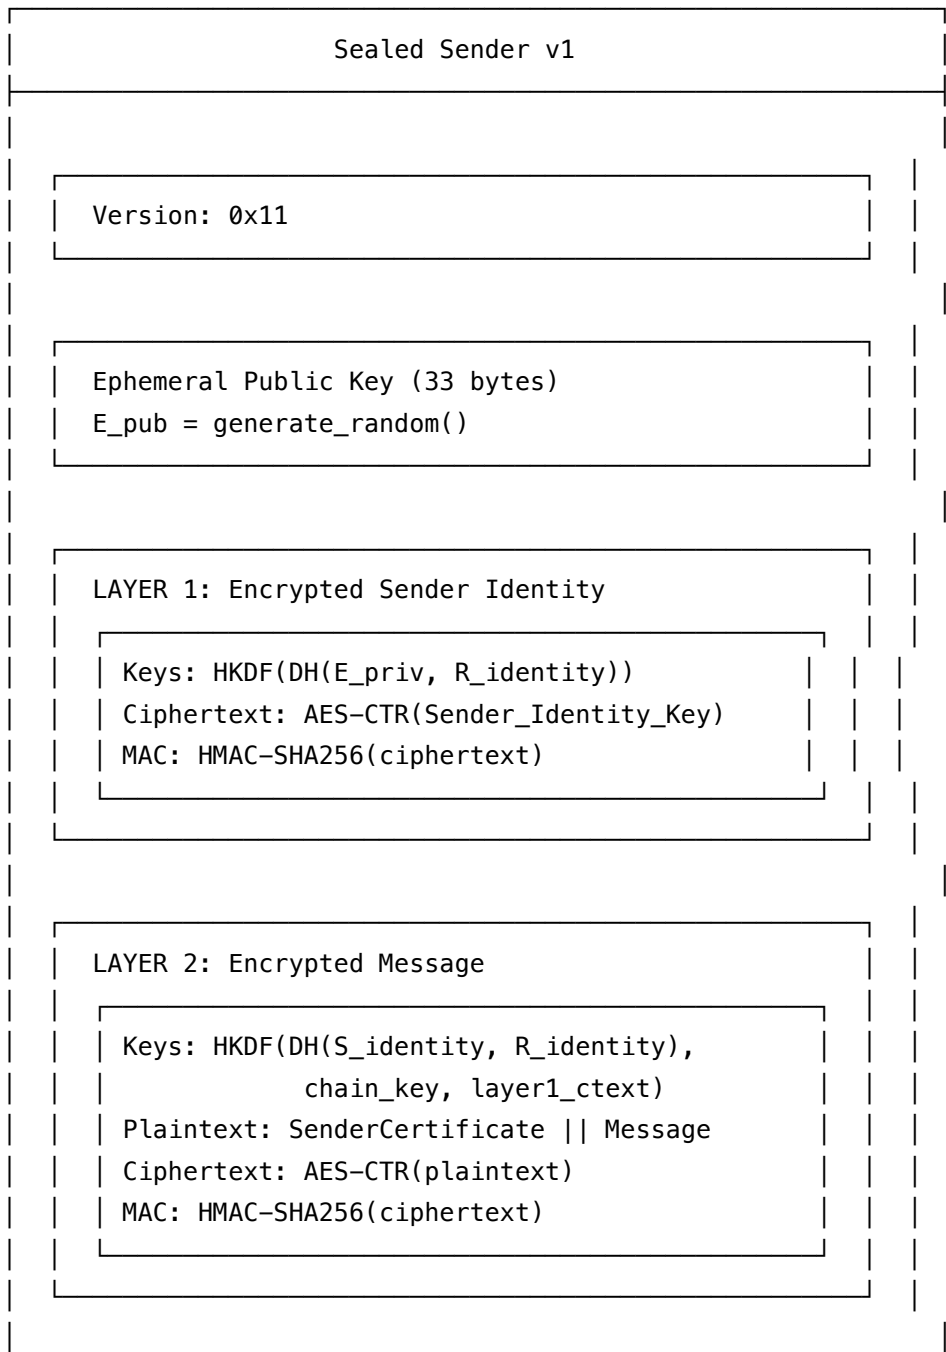 Sealed Sender v1
Version: 0x11
Ephemeral Public Key (33 bytes)
E_pub = generate_random()
LAYER 1: Encrypted Sender Identity
Keys: HKDF(DH(E_priv, R_identity))
Ciphertext: AES-CTR(Sender_Identity_Key)
MAC: HMAC-SHA256(ciphertext)
LAYER 2: Encrypted Message
Keys: HKDF(DH(S_identity, R_identity),
chain_key, layer1_ctext)
Plaintext: SenderCertificate || Message
Ciphertext: AES-CTR(plaintext)
MAC: HMAC-SHA256(ciphertext)